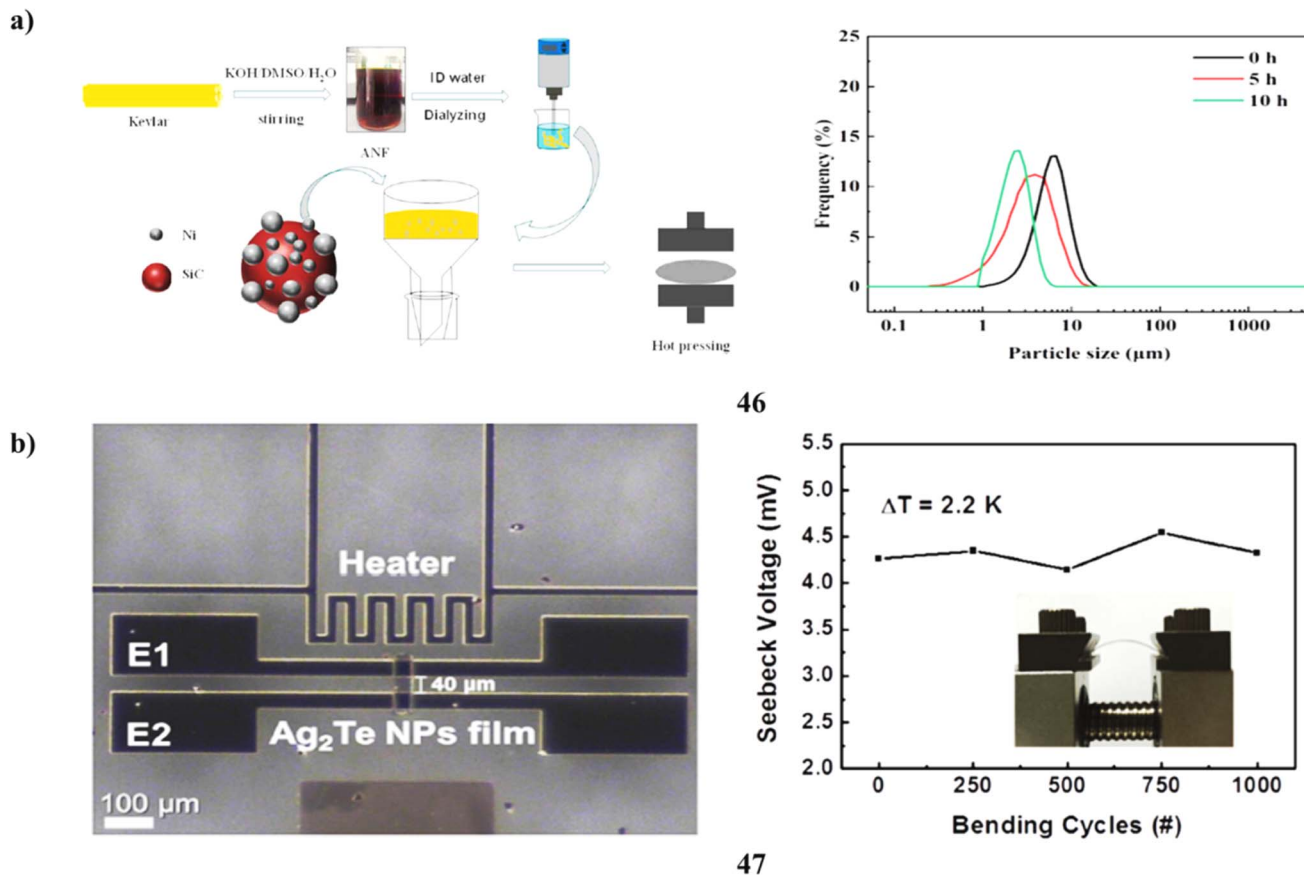 a)
KOH/DMSO/H₂O
stirring
Kevlar
ANF
ID water
Dialyzing
Ni
SiC
Hot pressing
25
20
15
10
5
0
Frequency (%)
0 h
5 h
10 h
0.1 1 10 100 1000
Particle size (µm)
46
b)
Heater
E1
40 µm
E2
Ag₂Te NPs film
100 µm
5.5
5.0
4.5
4.0
3.5
3.0
2.5
2.0
Seebeck Voltage (mV)
ΔT = 2.2 K
0 250 500 750 1000
Bending Cycles (#)
47